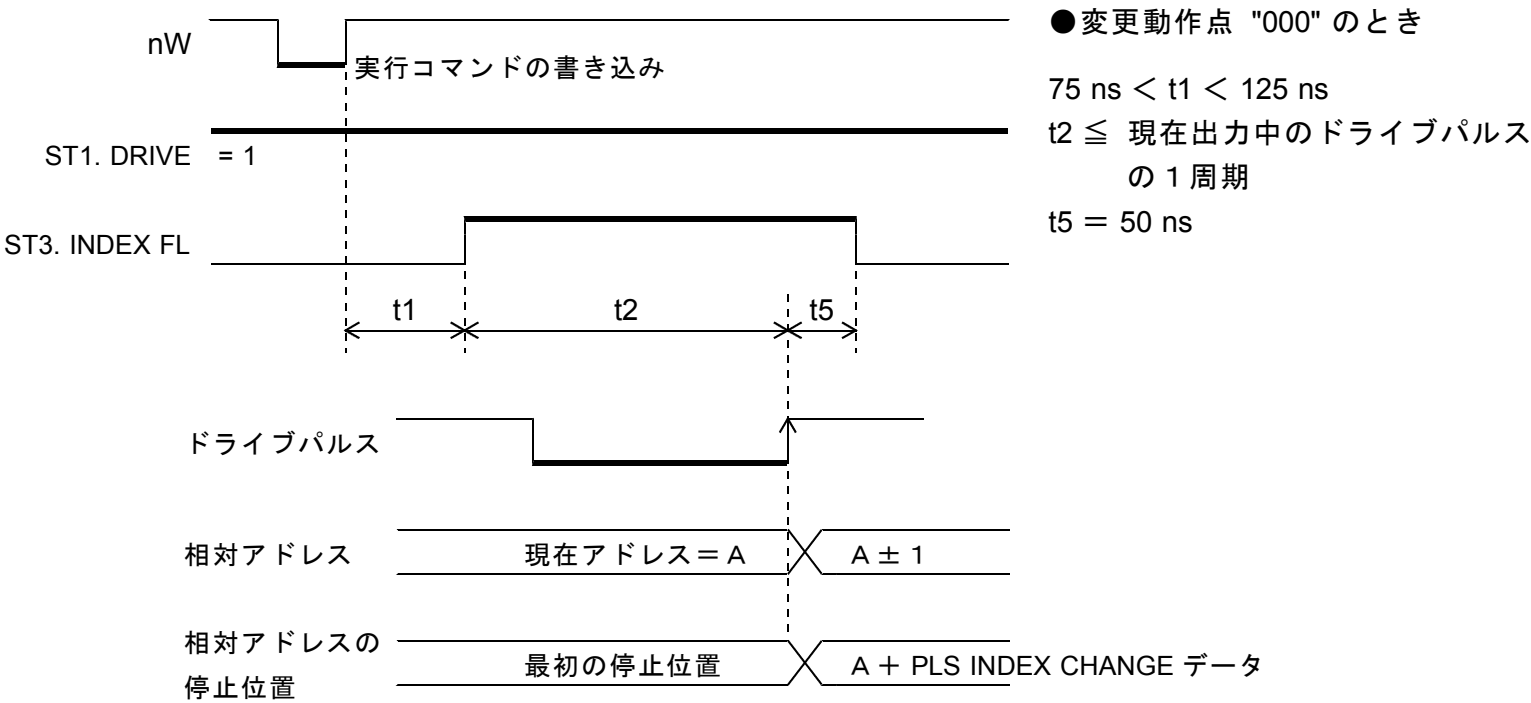 ●変更動作点 "000" のとき
nW
実行コマンドの書き込み
75 ns ＜ t1 ＜ 125 ns
t2 ≦ 現在出力中のドライブパルス
の１周期
ST1. DRIVE = 1
t5 ＝ 50 ns
ST3. INDEX FL
t1 t2 t5
ドライブパルス
相対アドレス 現在アドレス＝A A ± 1
相対アドレスの
最初の停止位置 A ＋ PLS INDEX CHANGE データ
停止位置